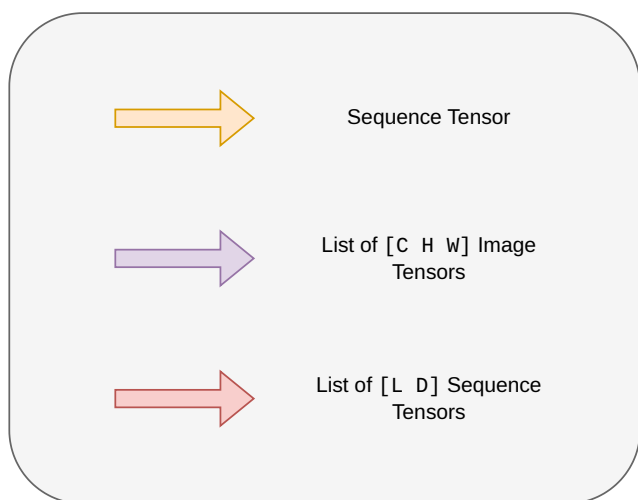 Sequence Tensor
List of [C H W] Image
Tensors
List of [L D] Sequence
Tensors